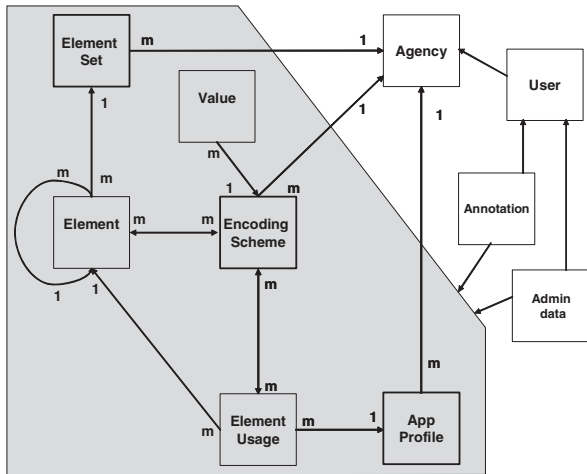 Element
Set
m
1
Agency
User
Value
1
1
1
m
m
m
m
1
m
Element
m
m
Encoding
Scheme
Annotation
1
1
Admin
data
m
m
m
Element
Usage
m
1
App
Profile